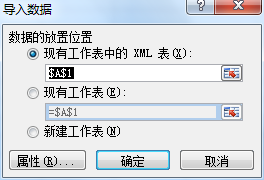 导入数据
数据的放置位置
现有工作表中的 XML 表(X):
$A$1
现有工作表(E):
=$A$1
新建工作表(N)
属性(R)... 确定 取消